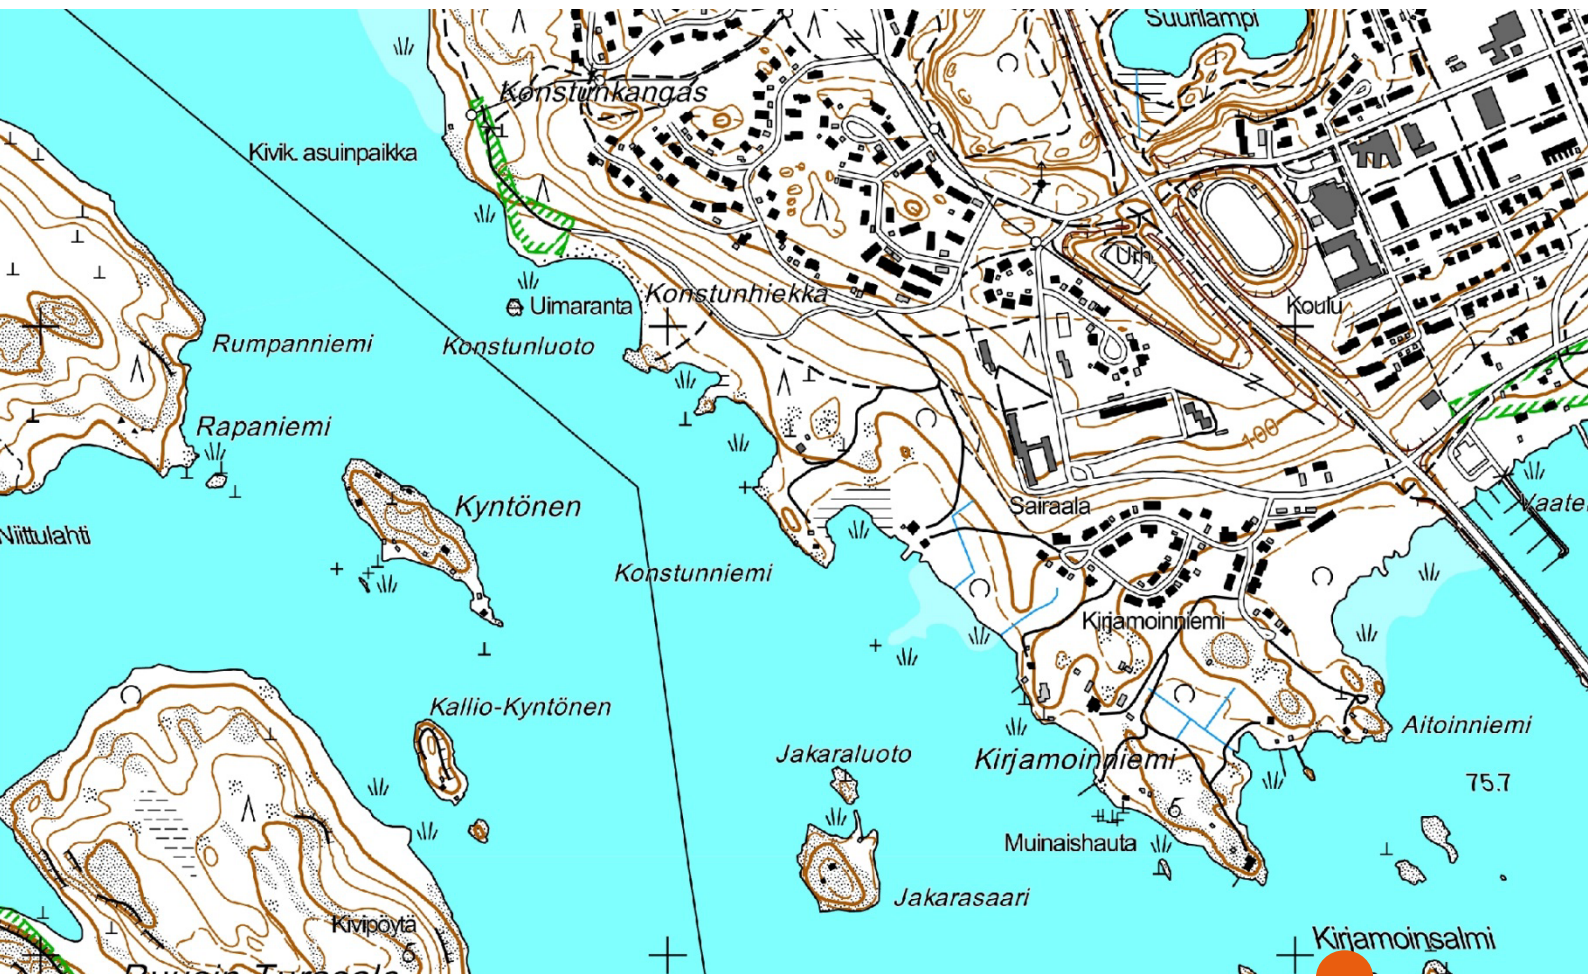 Suurilampi
Konstunkangas
Kivik. asuinpaikka
Urh.
Uimaranta
Konstunhiekka
Koulu
Rumpanniemi
Konstunluoto
Rapaniemi
100
Kyntönen
Sairaala
Niittulahti
Konstunniemi
Kirjamoinniemi
Kallio-Kyntönen
Aitoinniemi
Jakaraluoto
Kirjamoinniemi
75.7
Muinaishauta
Jakarasaari
Kivipöytä
Kirjamoinsalmi